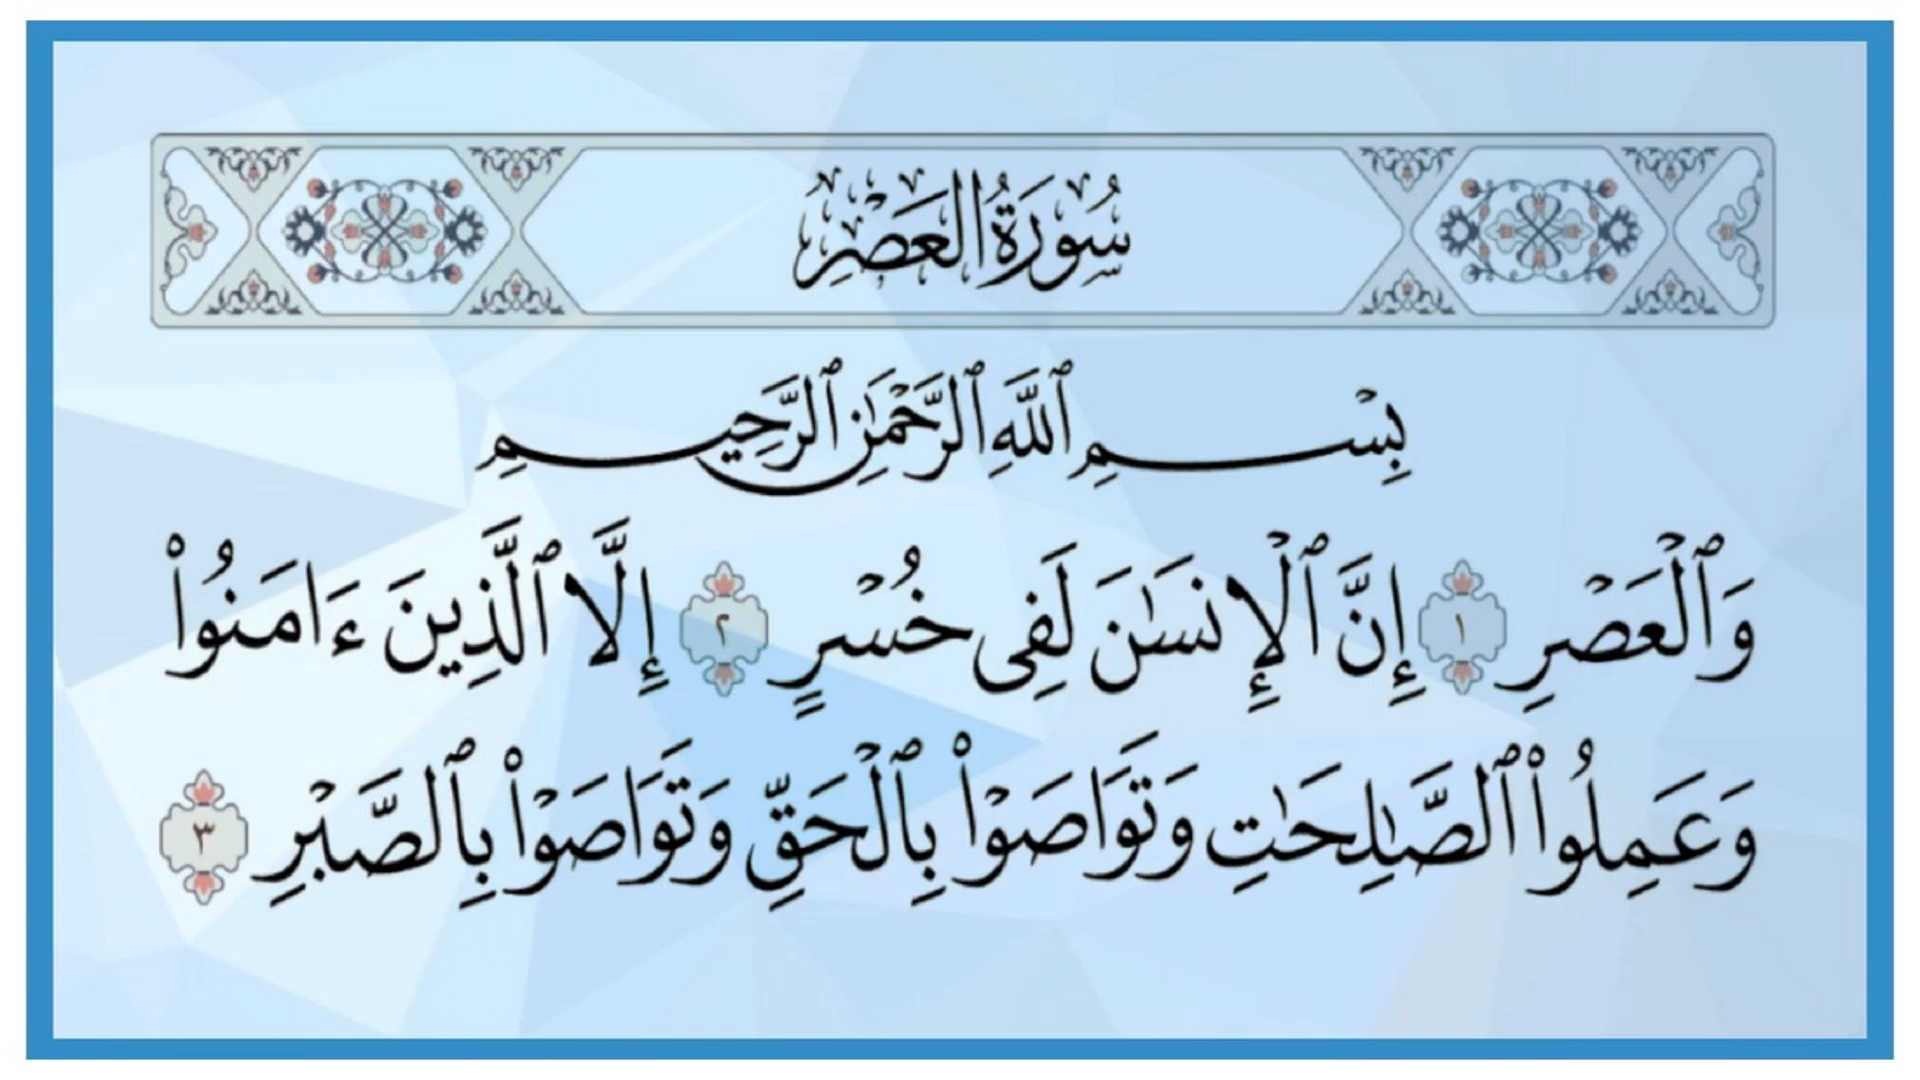 سُورَةُ الْعَصْرِ
بِسْمِ ٱللَّهِ ٱلرَّحْمَٰنِ ٱلرَّحِيمِ
وَٱلْعَصْرِ ١ إِنَّ ٱلْإِنسَٰنَ لَفِى خُسْرٍ ٢ إِلَّا ٱلَّذِينَ ءَامَنُوا۟
وَعَمِلُوا۟ ٱلصَّٰلِحَٰتِ وَتَوَاصَوْا۟ بِٱلْحَقِّ وَتَوَاصَوْا۟ بِٱلصَّبْرِ ٣